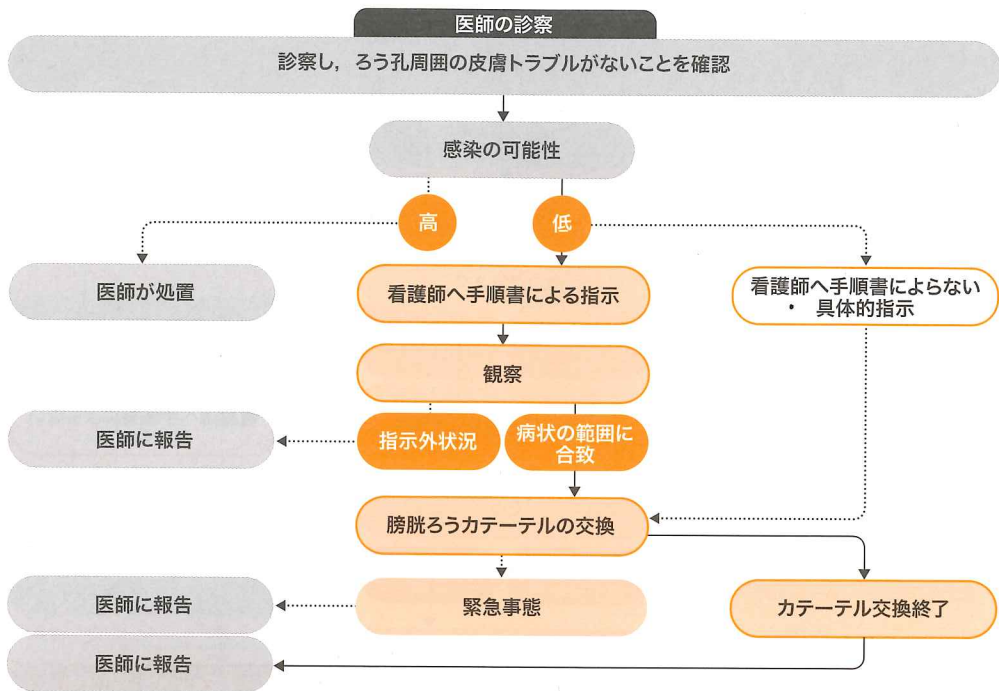 医師の診察
診察し，ろう孔周囲の皮膚トラブルがないことを確認
感染の可能性
高
低
医師が処置
看護師へ手順書による指示
看護師へ手順書によらない
・ 具体的指示
観察
医師に報告
指示外状況
病状の範囲に
合致
膀胱ろうカテーテルの交換
医師に報告
緊急事態
カテーテル交換終了
医師に報告